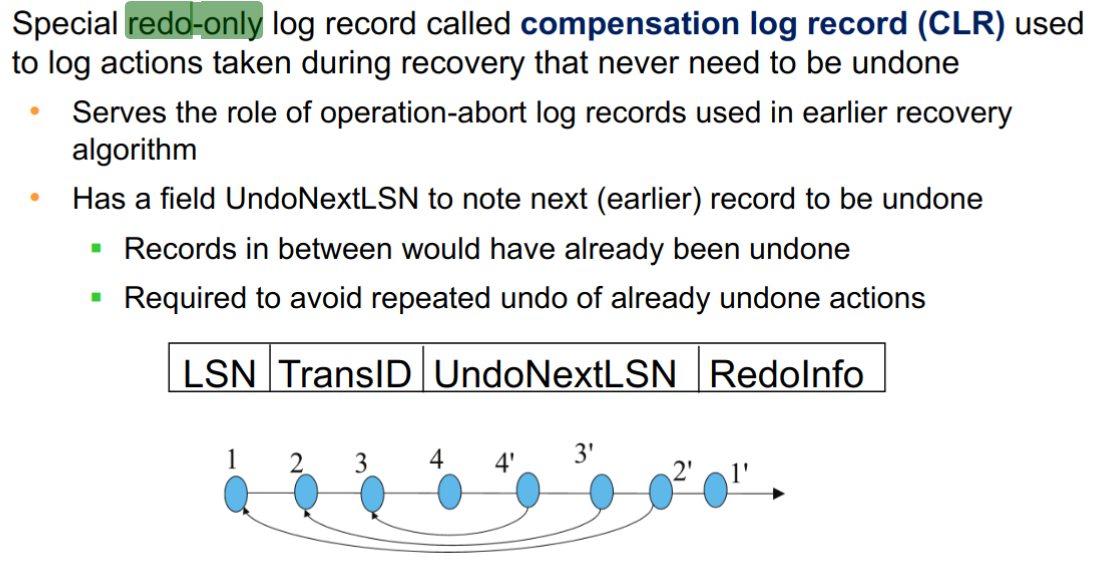 Special redo-only log record called compensation log record (CLR) used
to log actions taken during recovery that never need to be undone
• Serves the role of operation-abort log records used in earlier recovery
algorithm
• Has a field UndoNextLSN to note next (earlier) record to be undone
▪ Records in between would have already been undone
▪ Required to avoid repeated undo of already undone actions
LSN TransID UndoNextLSN RedoInfo
1 2 3 4 4' 3' 2' 1'